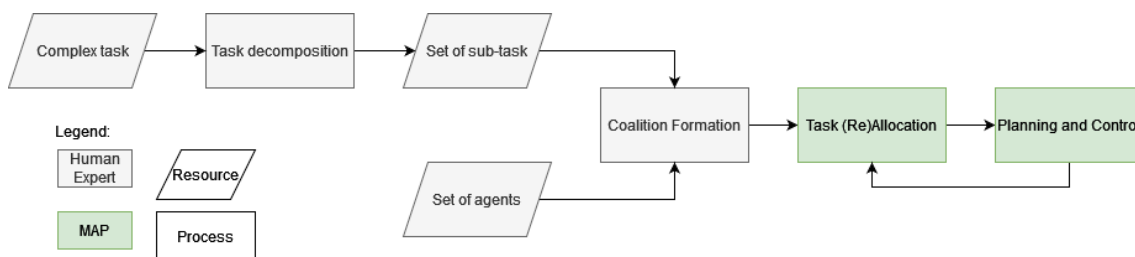 Complex task
Task decomposition
Set of sub-task
Coalition Formation
Task (Re)Allocation
Planning and Contro
Set of agents
Legend:
Human
Expert
Resource
MAP
Process